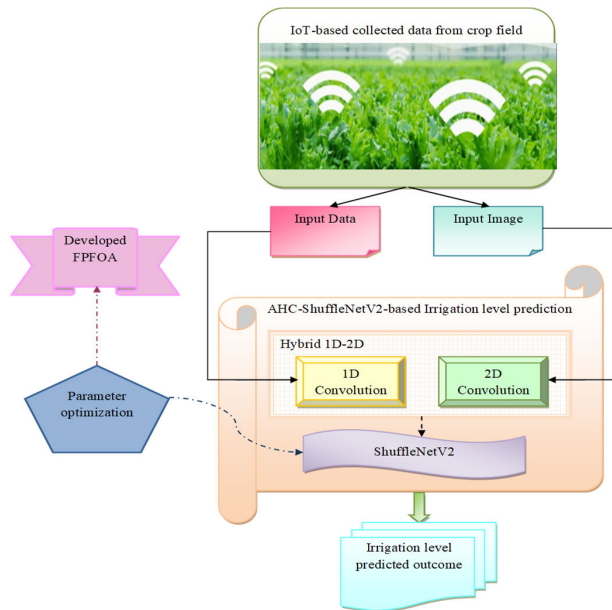 IoT-based collected data from crop field
Input Data
Input Image
Developed
FPFOA
AHC-ShuffleNetV2-based Irrigation level prediction
Hybrid 1D-2D
1D
Convolution
2D
Convolution
Parameter
optimization
ShuffleNetV2
Irrigation level
predicted outcome